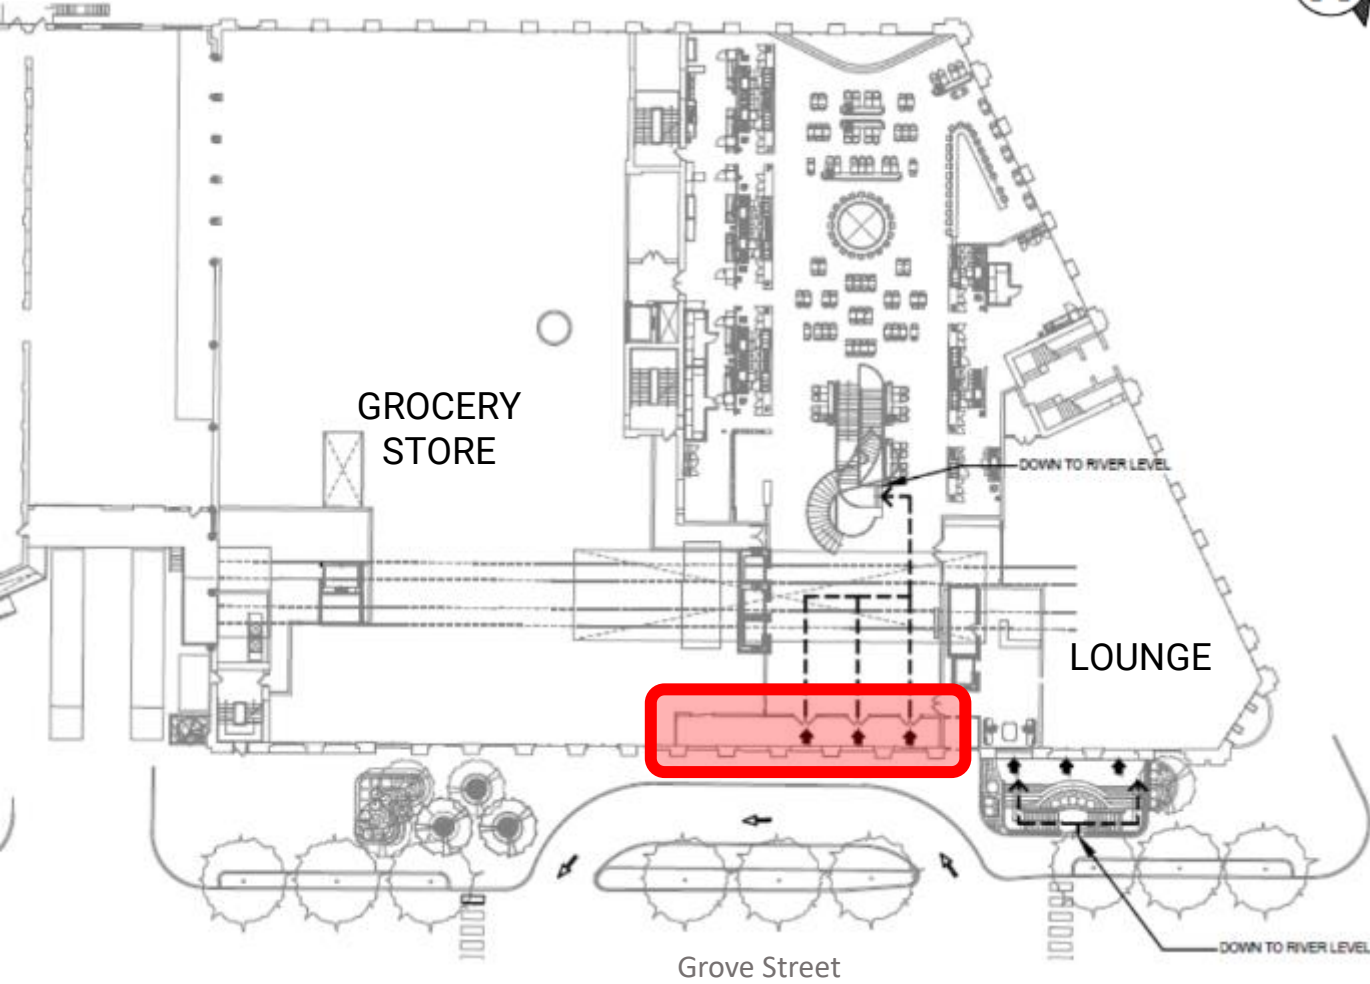 GROCERY
STORE
DOWN TO RIVER LEVEL
LOUNGE
DOWN TO RIVER LEVEL
Grove Street